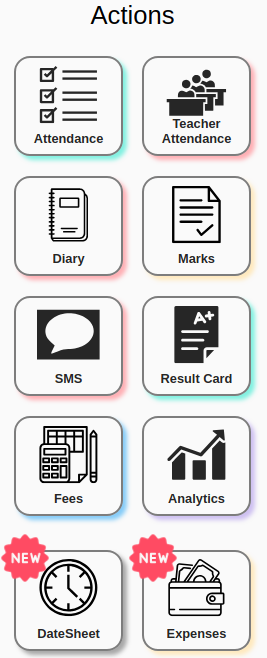 Actions
Attendance
Teacher
Attendance
Diary
Marks
SMS
A+
Result Card
Fees
Analytics
NEW
NEW
DateSheet
Expenses